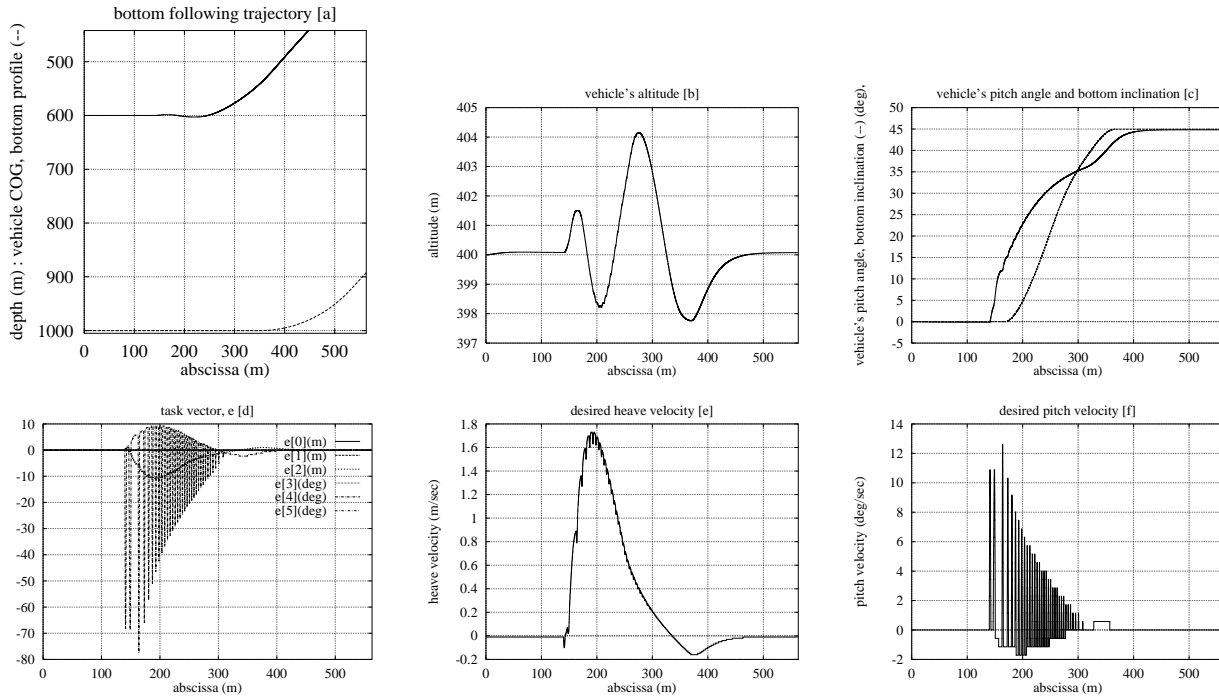 bottom following trajectory [a]
depth (m) : vehicle COG, bottom profile (--)
500
600
700
800
900
1000
0 100 200 300 400 500
abscissa (m)
vehicle's altitude [b]
altitude (m)
405
404
403
402
401
400
399
398
397
0 100 200 300 400 500
abscissa (m)
vehicle's pitch angle and bottom inclination [c]
vehicle's pitch angle, bottom inclination (--) (deg),
50
45
40
35
30
25
20
15
10
5
0
-5
0 100 200 300 400 500
abscissa (m)
task vector, e [d]
10
0
-10
-20
-30
-40
-50
-60
-70
-80
e[0](m)
e[1](m)
e[2](m)
e[3](deg)
e[4](deg)
e[5](deg)
0 100 200 300 400 500
abscissa (m)
desired heave velocity [e]
heave velocity (m/sec)
1.8
1.6
1.4
1.2
1
0.8
0.6
0.4
0.2
0
-0.2
0 100 200 300 400 500
abscissa (m)
desired pitch velocity [f]
pitch velocity (deg/sec)
14
12
10
8
6
4
2
0
-2
0 100 200 300 400 500
abscissa (m)